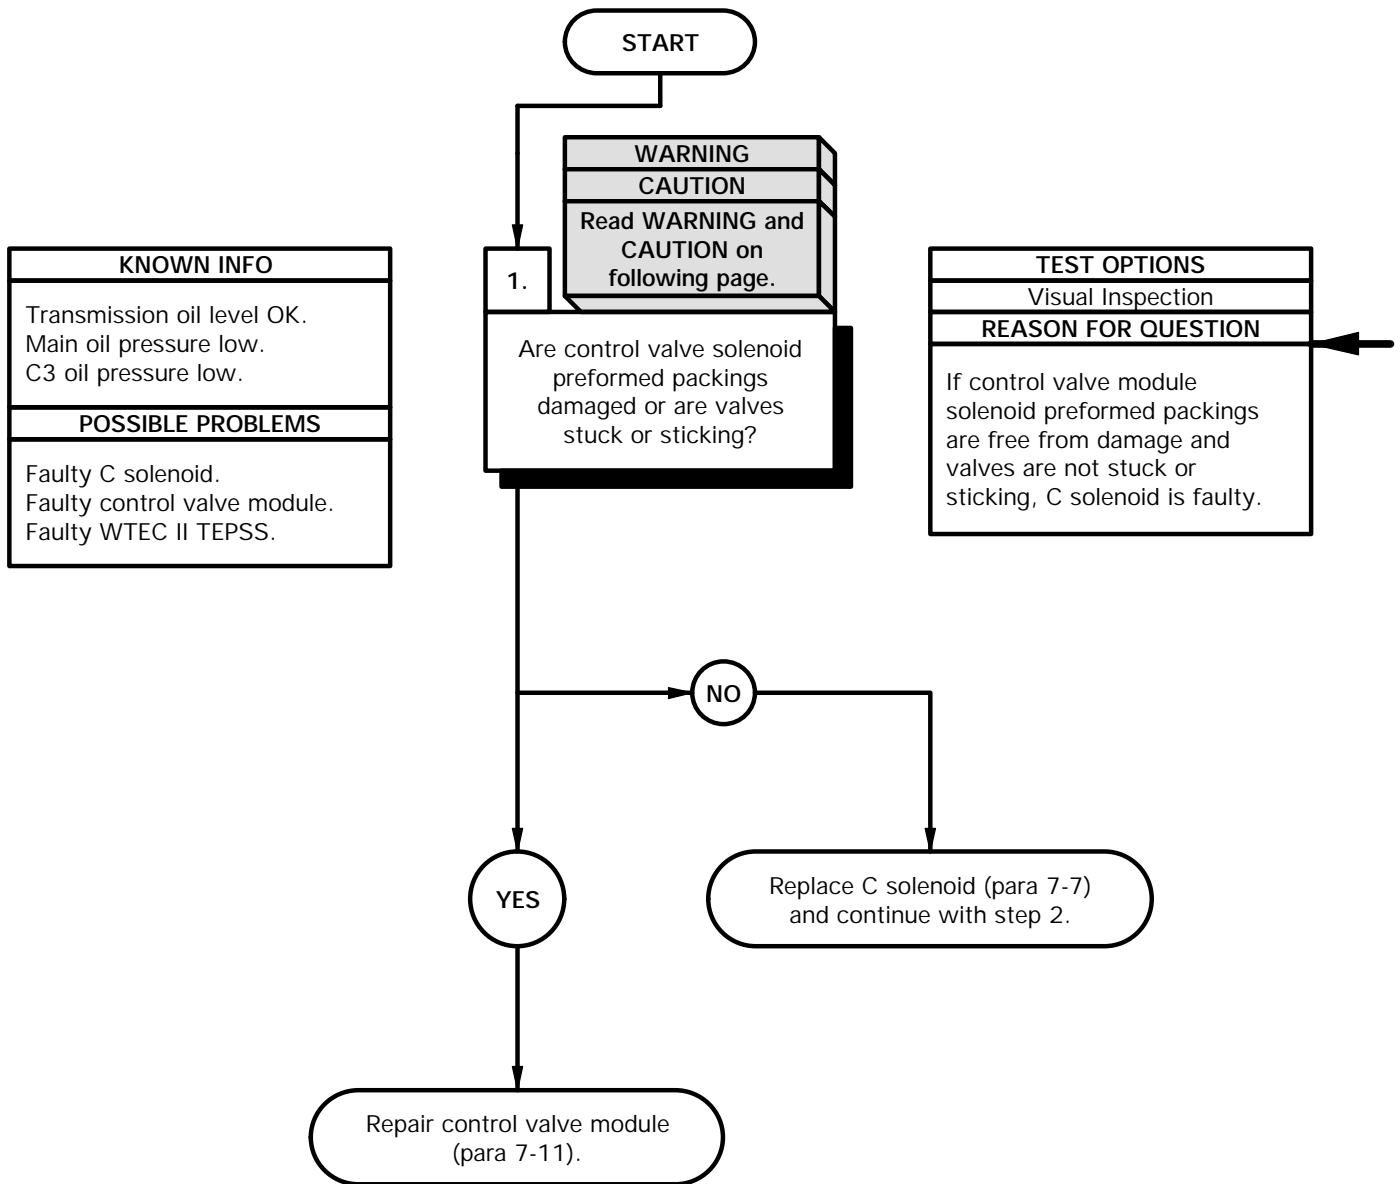 START
WARNING
CAUTION
Read WARNING and
CAUTION on
following page.
1.
Are control valve solenoid
preformed packings
damaged or are valves
stuck or sticking?
KNOWN INFO
Transmission oil level OK.
Main oil pressure low.
C3 oil pressure low.
POSSIBLE PROBLEMS
Faulty C solenoid.
Faulty control valve module.
Faulty WTEC II TEPSS.
TEST OPTIONS
Visual Inspection
REASON FOR QUESTION
If control valve module
solenoid preformed packings
are free from damage and
valves are not stuck or
sticking, C solenoid is faulty.
NO
YES
Replace C solenoid (para 7-7)
and continue with step 2.
Repair control valve module
(para 7-11).